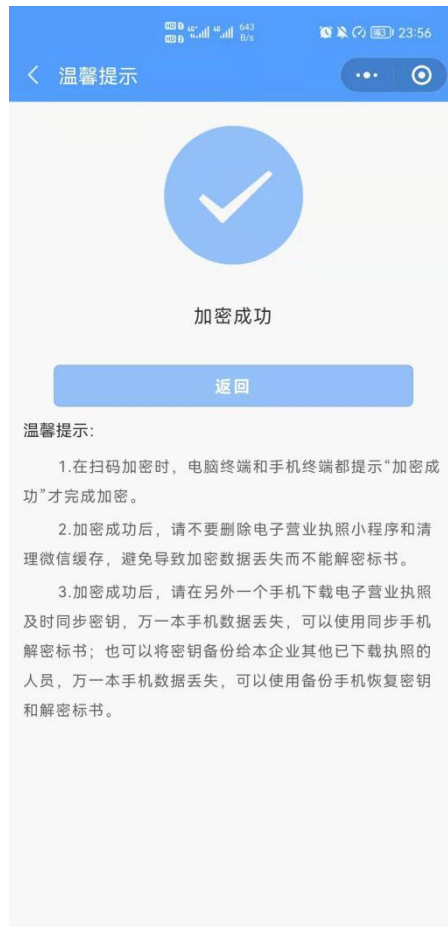 643
B/s
23:56
温馨提示
加密成功
返回
温馨提示：
1.在扫码加密时，电脑终端和手机终端都提示“加密成
功”才完成加密。
2.加密成功后，请不要删除电子营业执照小程序和清
理微信缓存，避免导致加密数据丢失而不能解密标书。
3.加密成功后，请在另外一个手机下载电子营业执照
及时同步密钥，万一本手机数据丢失，可以使用同步手机
解密标书；也可以将密钥备份给本企业其他已下载执照的
人员，万一本手机数据丢失，可以使用备份手机恢复密钥
和解密标书。